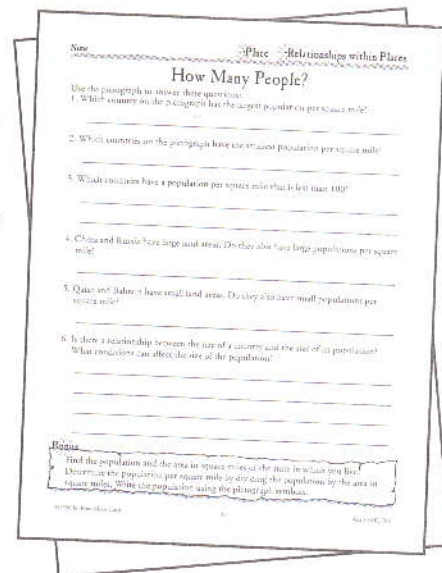 Name
Place Relationships within Places
How Many People?
Use the pictograph to answer these questions:
1. Which country on the pictograph has the largest population per square mile?
2. Which countries on the pictograph have the smallest population per square mile?
3. Which countries have a population per square mile that is less than 100?
4. China and Russia have large land areas. Do they also have large populations per square
mile?
5. Qatar and Bahrain have small land areas. Do they also have small populations per
square mile?
6. Is there a relationship between the size of a country and the size of its population?
What conditions can affect the size of the population?
Bonus
Find the population and the area in square miles of the state in which you live.
Determine the population per square mile by dividing the population by the area in
square miles. Write the population using the pictograph symbols.